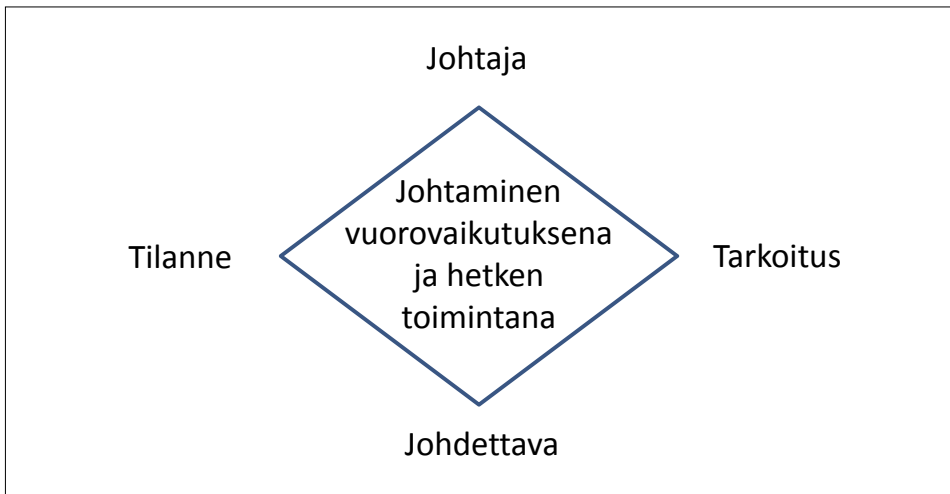 Johtaja
Johtaminen
vuorovaikutuksena
ja hetken
toimintana
Tilanne
Tarkoitus
Johdettava